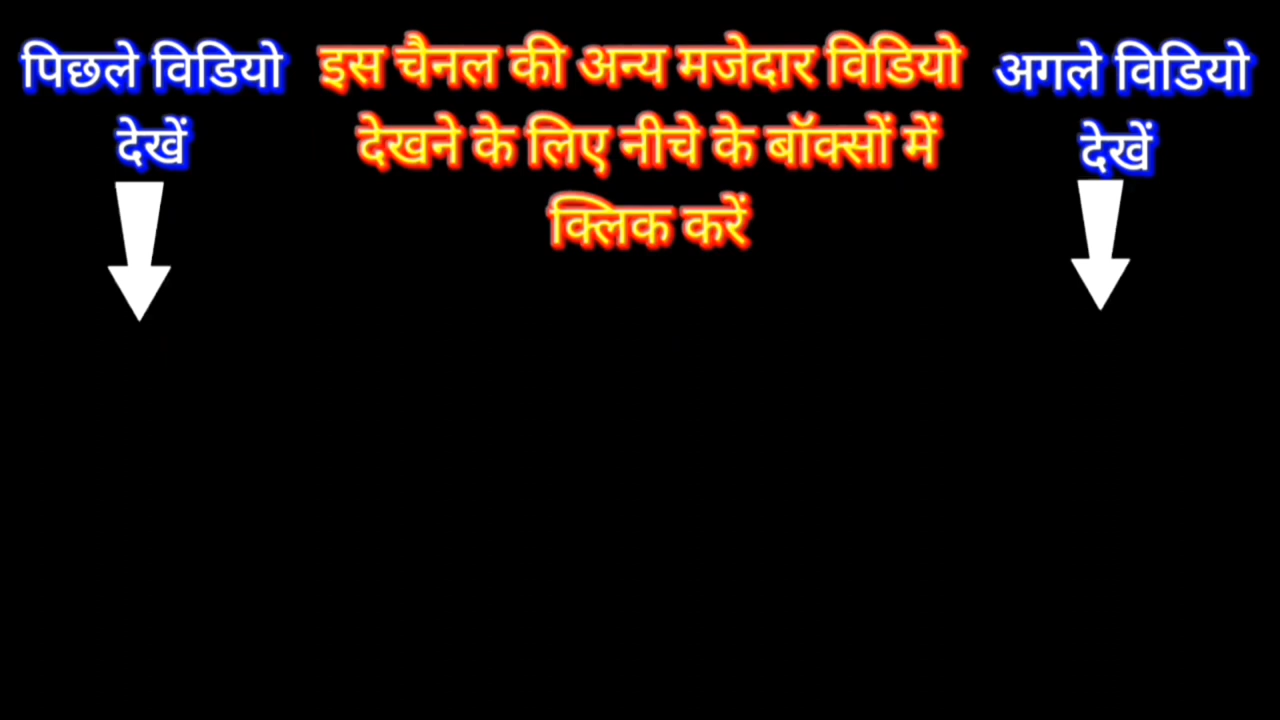 पिछले विडियो
देखें
इस चैनल की अन्य मजेदार विडियो
देखने के लिए नीचे के बॉक्सों में
क्लिक करें
अगले विडियो
देखें